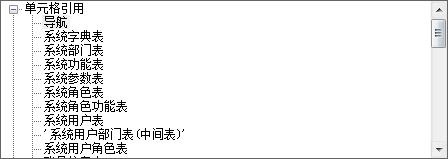 单元格引用
导航
系统字典表
系统部门表
系统功能表
系统参数表
系统角色表
系统角色功能表
系统用户表
'系统用户部门表(中间表)'
系统用户角色表